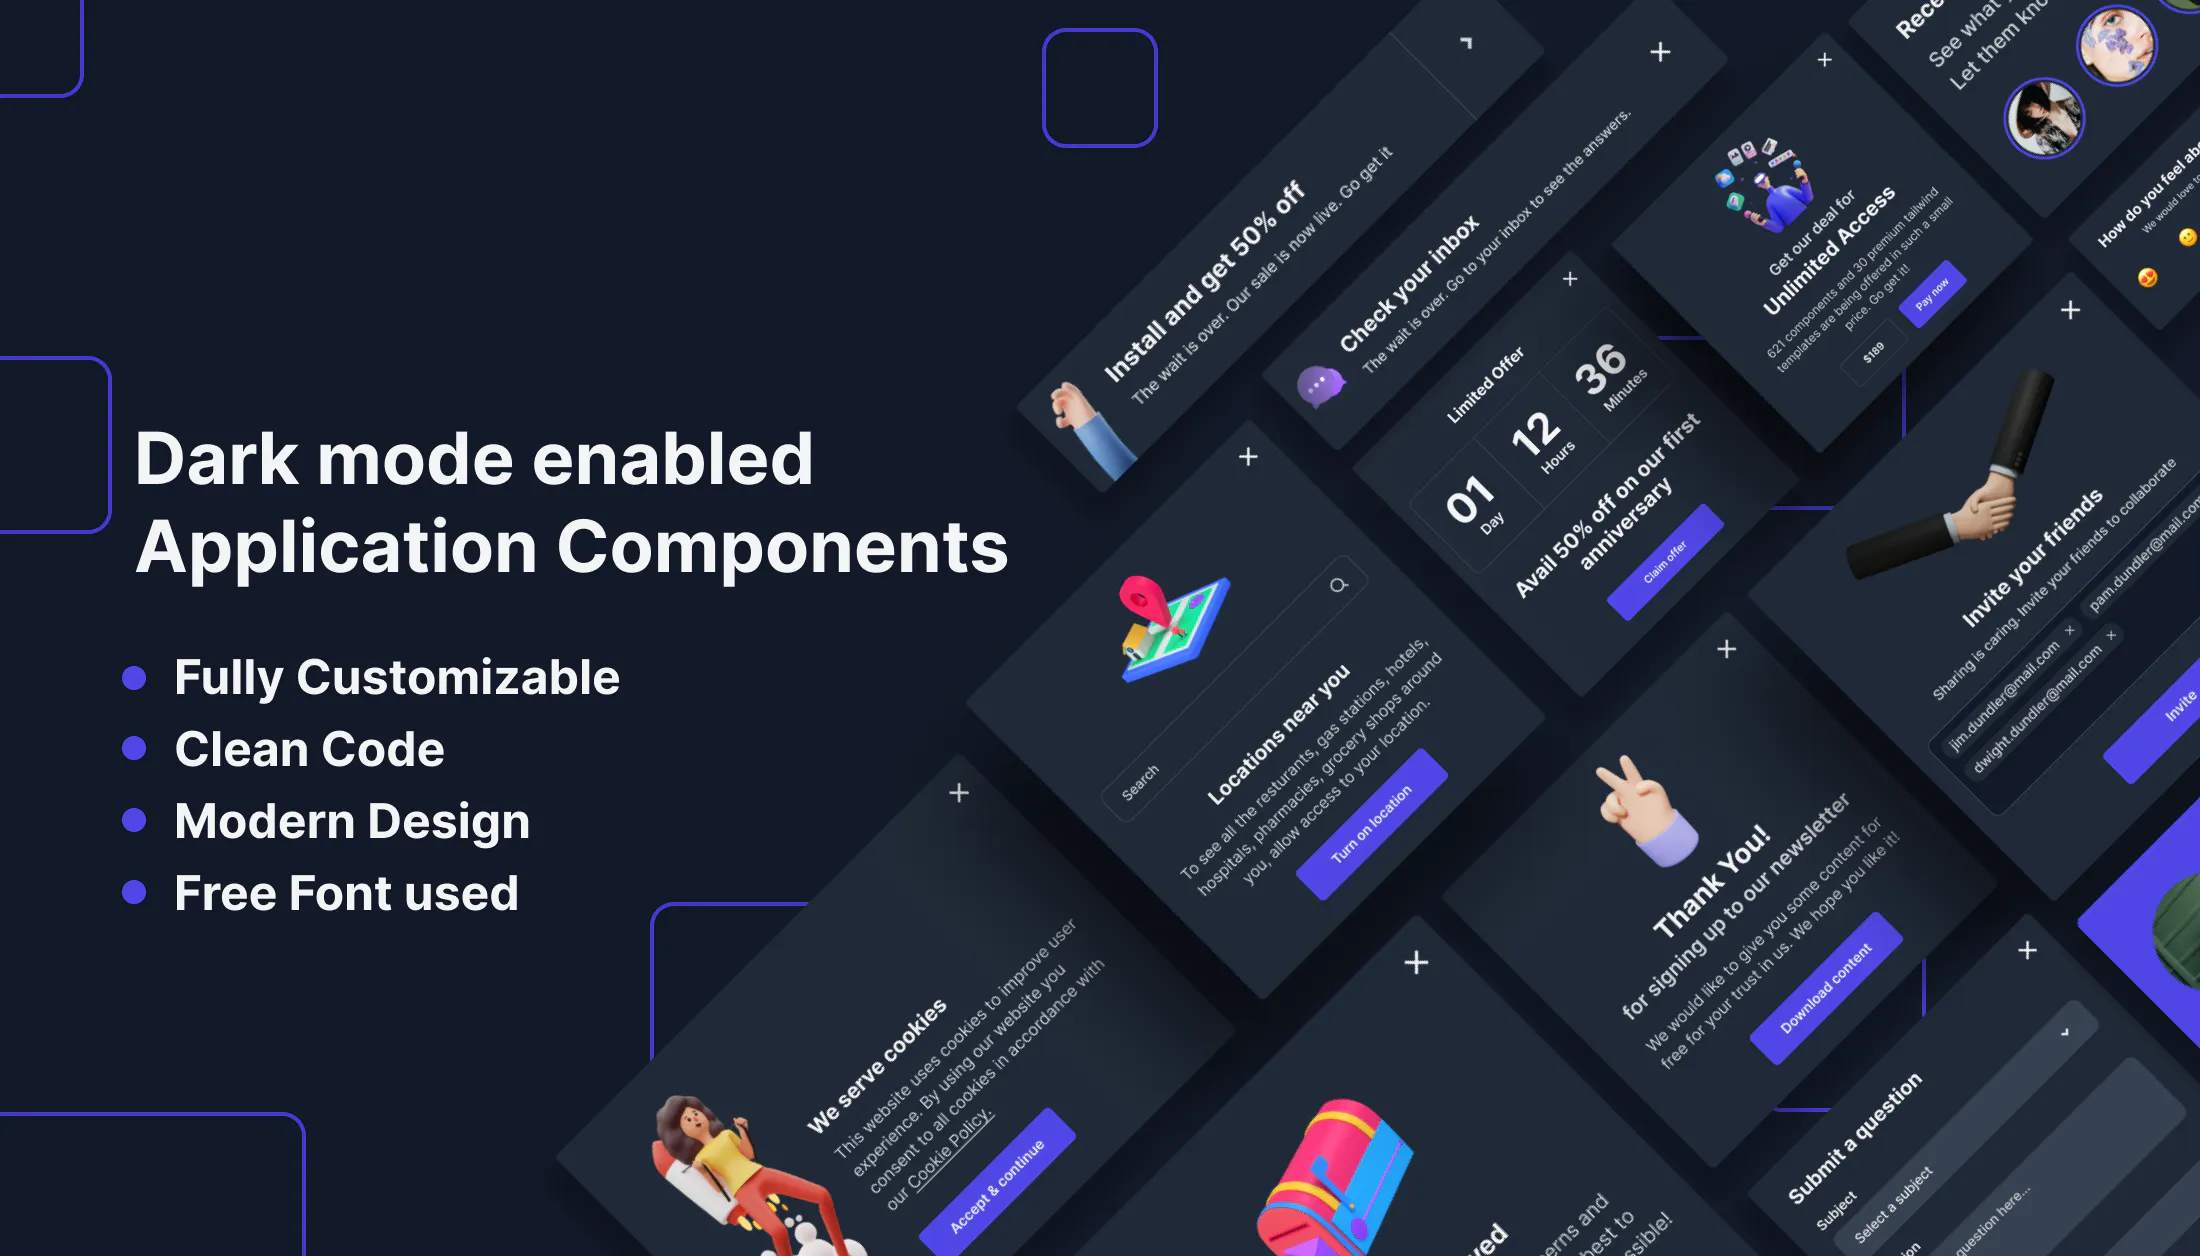 Dark mode enabled
Application Components
Fully Customizable
Clean Code
Modern Design
Free Font used
Install and get 50% off
The wait is over. Our sale is now live. Go get it
Check your inbox
The wait is over. Go to your inbox to see the answers.
Get our deal for
Unlimited Access
621 components and 30 premium tailwind
templates are being offered in such a small
price. Go get it!
$189
Pay now
See what
Let them
How do you feel
We would love
Limited Offer
01
Day
12
Hours
36
Minutes
Avail 50% off on our first
anniversary
Claim offer
Invite your friends
Sharing is caring. Invite your friends to collaborate
jim.dundler@mail.com
pam.dundler@mail.com
dwight.dundler@mail.com
Invite
Search
Locations near you
To see all the resturants, gas stations, hotels,
hospitals, pharmacies, grocery shops around
you, allow access to your location.
Turn on location
Thank You!
for signing up to our newsletter
We would like to give you some content for
free for your trust in us. We hope you like it!
Download content
We serve cookies
This website uses cookies to improve user
experience. By using our website you
consent to all cookies in accordance with
our Cookie Policy.
Accept & continue
Submit a question
Subject
Select a subject
question here...